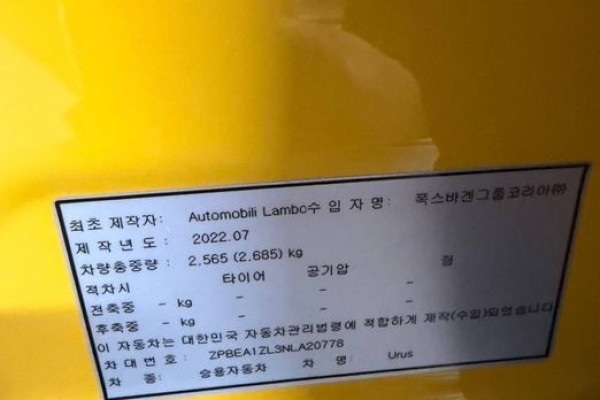 최초 제작자: Automobili Lambc수 입 자 명: 폭스바겐그룹코리아㈜
제 작 년 도 : 2022.07
차량총중량 : 2,565 (2,685) kg
적차시 타이어 공기압 림
전축중 - kg - - -
후축중 - kg - - -
이 자동차는 대한민국 자동차관리법령에 적합하게 제작(수입)되었습니다
차 대 번 호 : ZPBEA1ZL3NLA20778
차 종: 승용자동차 차 명: Urus